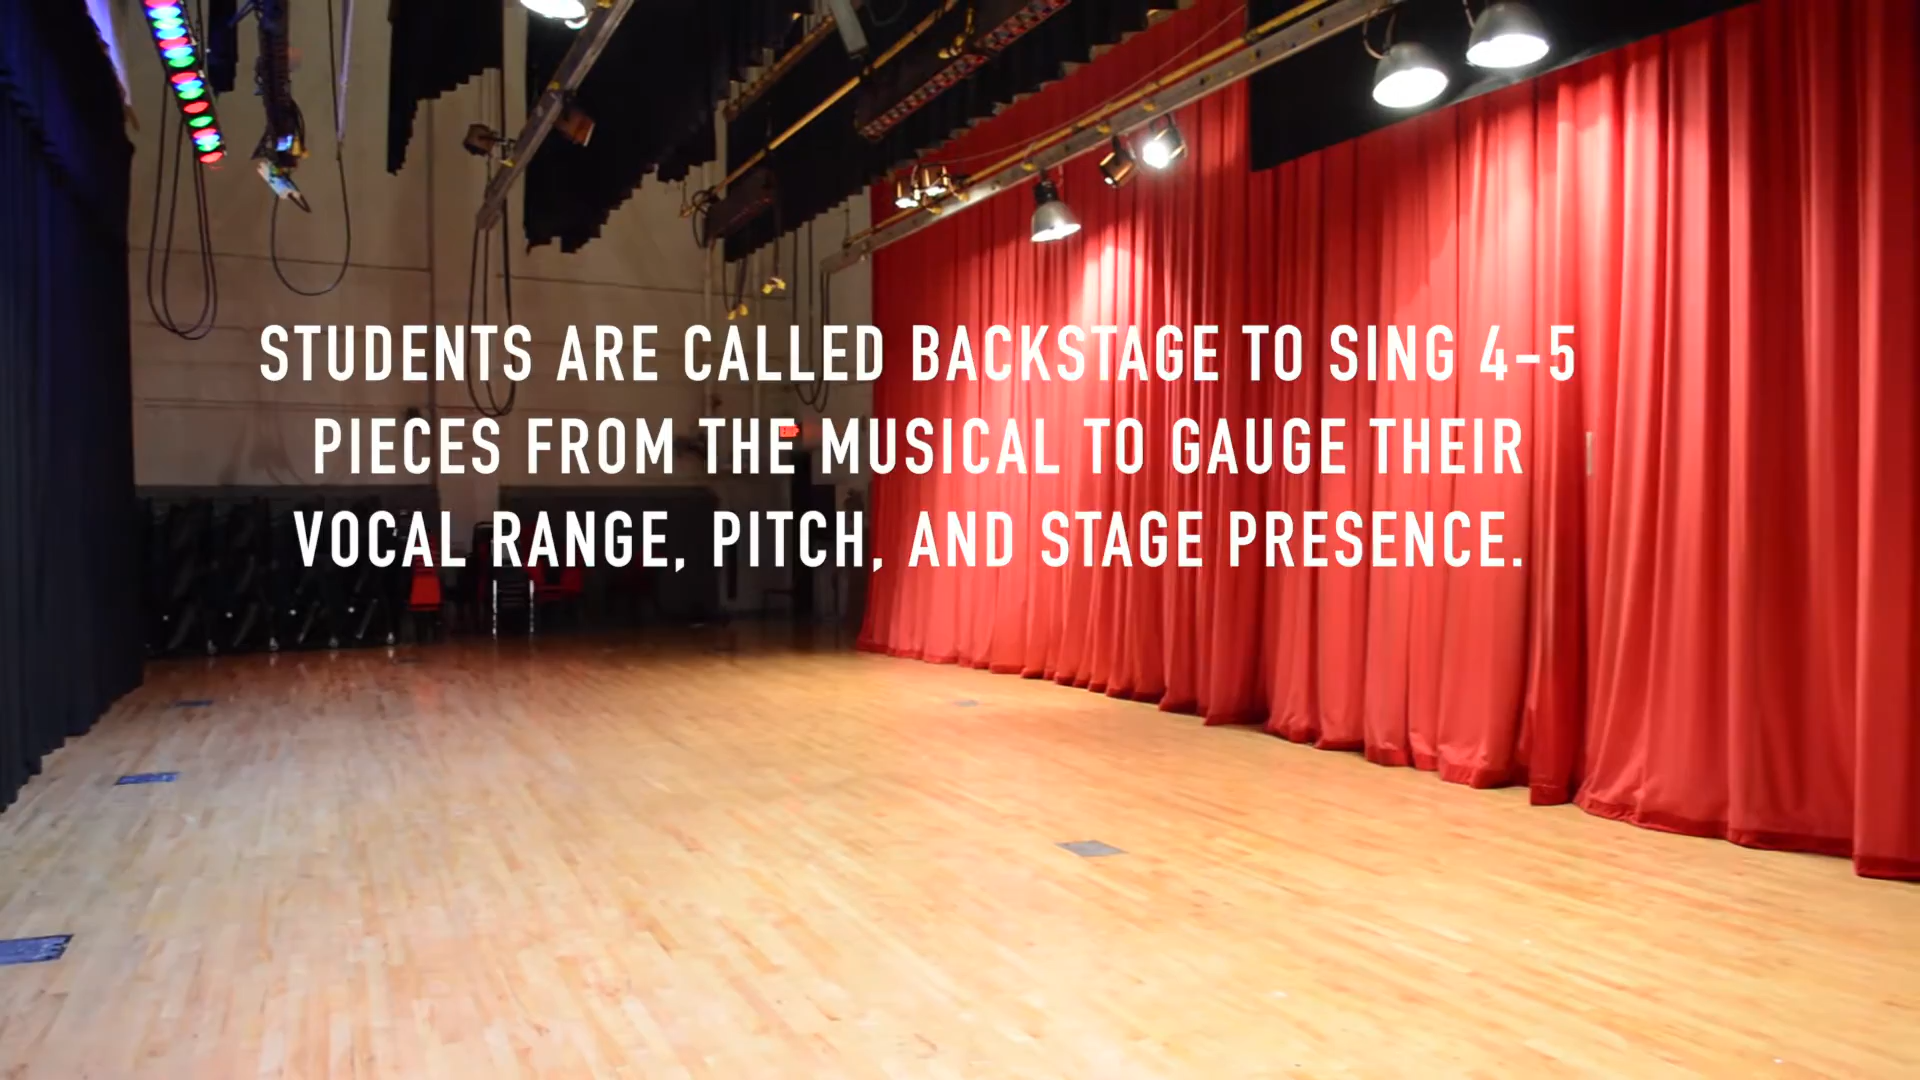 STUDENTS ARE CALLED BACKSTAGE TO SING 4-5
PIECES FROM THE MUSICAL TO GAUGE THEIR
VOCAL RANGE, PITCH, AND STAGE PRESENCE.